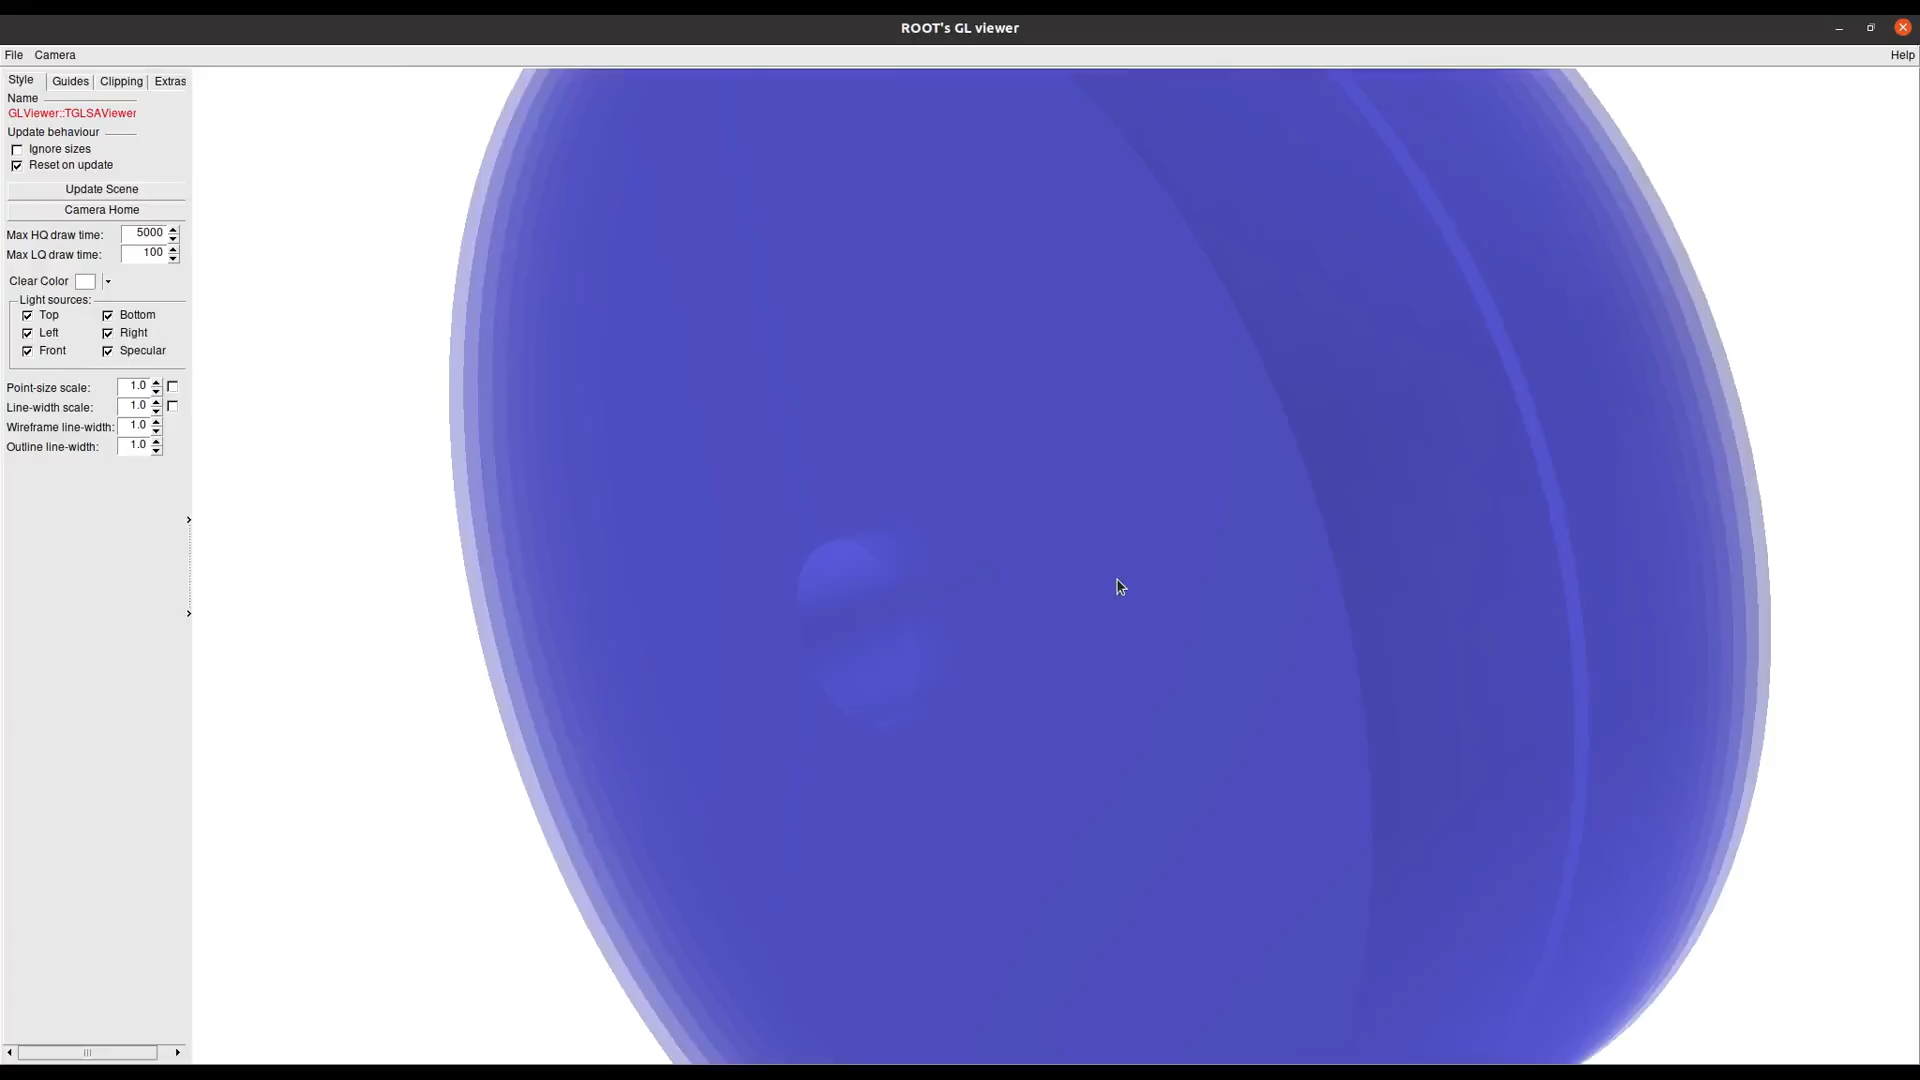 ROOT's GL viewer
File Camera Help
Style Guides Clipping Extras
Name
GLViewer::TGLSAViewer
Update behaviour
Ignore sizes
Reset on update
Update Scene
Camera Home
Max HQ draw time: 5000
Max LQ draw time: 100
Clear Color
Light sources:
Top Bottom
Left Right
Front Specular
Point-size scale: 1.0
Line-width scale: 1.0
Wireframe line-width: 1.0
Outline line-width: 1.0